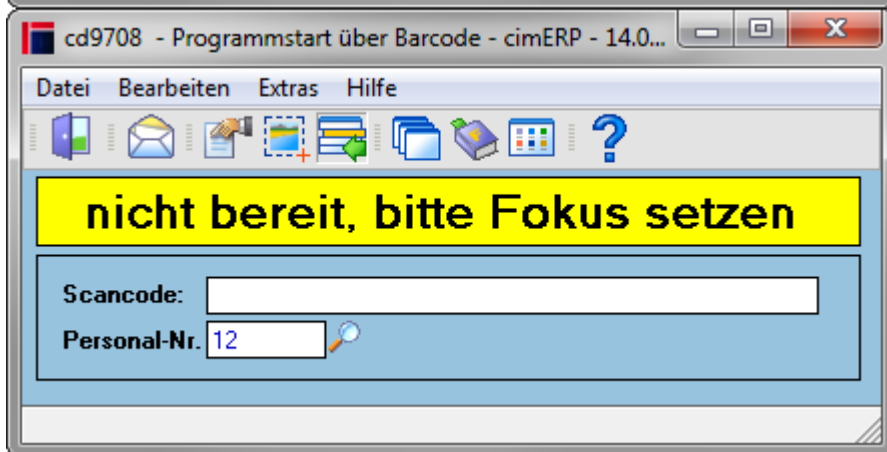 cd9708 - Programmstart über Barcode - cimERP - 14.0...
Datei Bearbeiten Extras Hilfe
nicht bereit, bitte Fokus setzen
Scancode:
Personal-Nr. 12